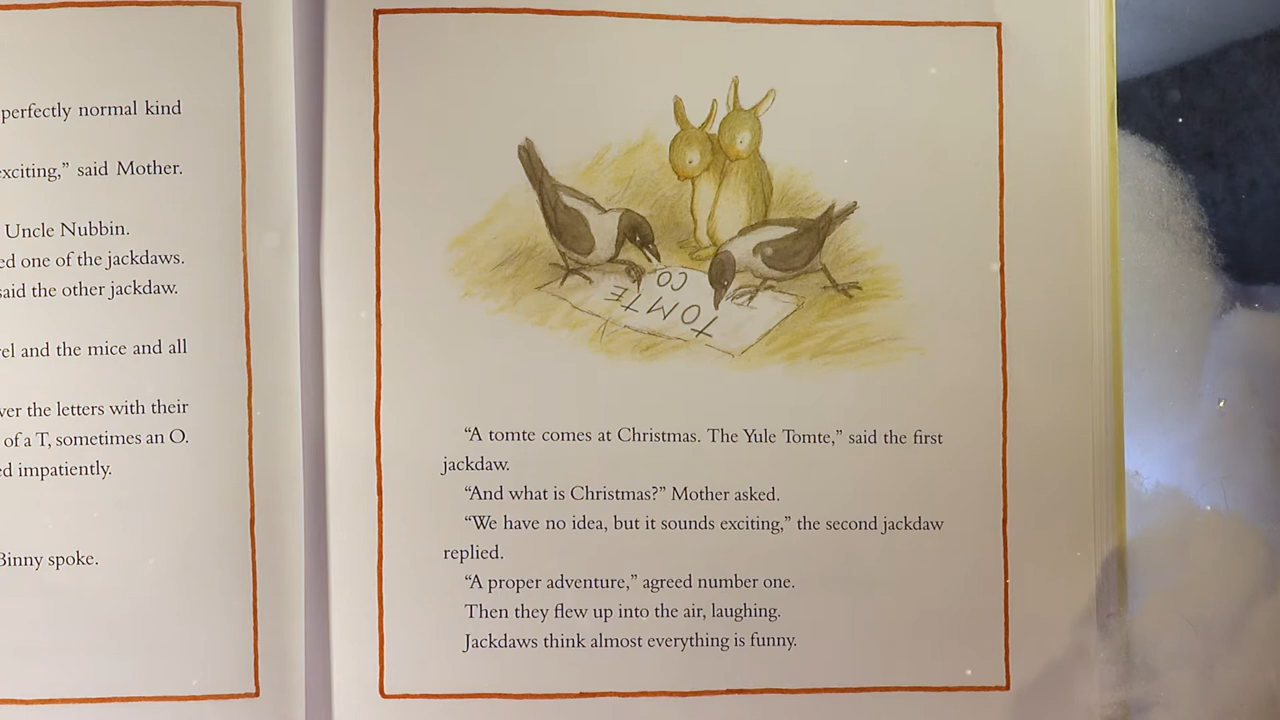 perfectly normal kind
exciting,” said Mother.
Uncle Nubbin.
ed one of the jackdaws.
said the other jackdaw.
rel and the mice and all
ver the letters with their
of a T, sometimes an O.
ed impatiently.
Binny spoke.
TOMTE
CO
“A tomte comes at Christmas. The Yule Tomte,” said the first
jackdaw.
“And what is Christmas?” Mother asked.
“We have no idea, but it sounds exciting,” the second jackdaw
replied.
“A proper adventure,” agreed number one.
Then they flew up into the air, laughing.
Jackdaws think almost everything is funny.